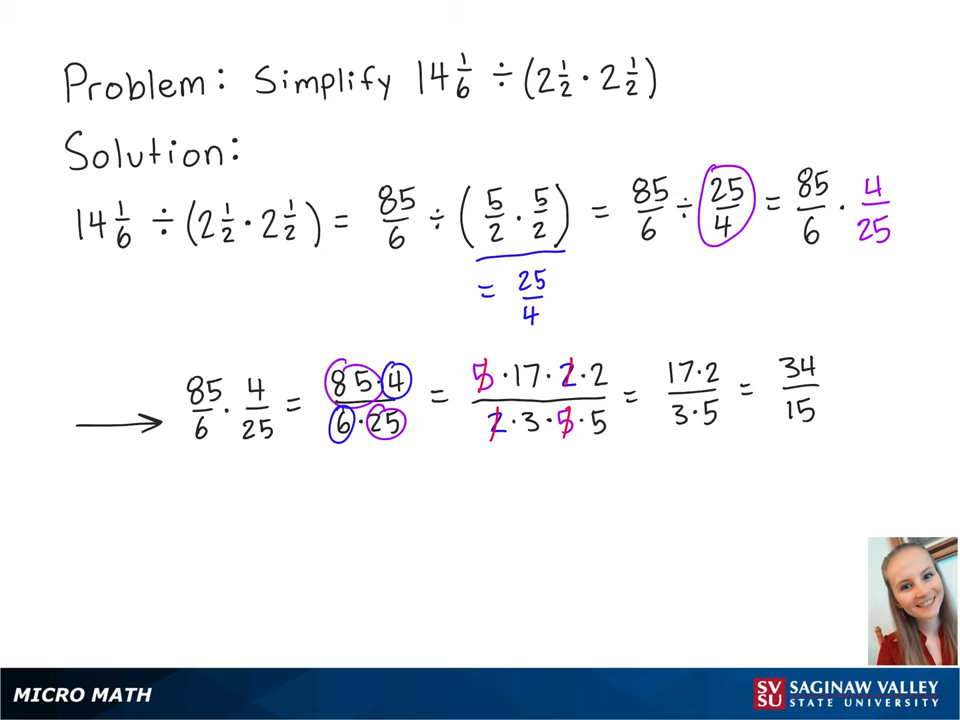 Problem: Simplify 14 1/6 ÷ (2 1/2 · 2 1/2)
Solution:
14 1/6 ÷ (2 1/2 · 2 1/2) = 85/6 ÷ (5/2 · 5/2) = 85/6 ÷ 25/4 = 85/6 · 4/25
= 25/4
→ 85/6 · 4/25 = 85·4/6·25 = 5·17·2·2/2·3·5·5 = 17·2/3·5 = 34/15
MICRO MATH
SV SU SAGINAW VALLEY
STATE UNIVERSITY